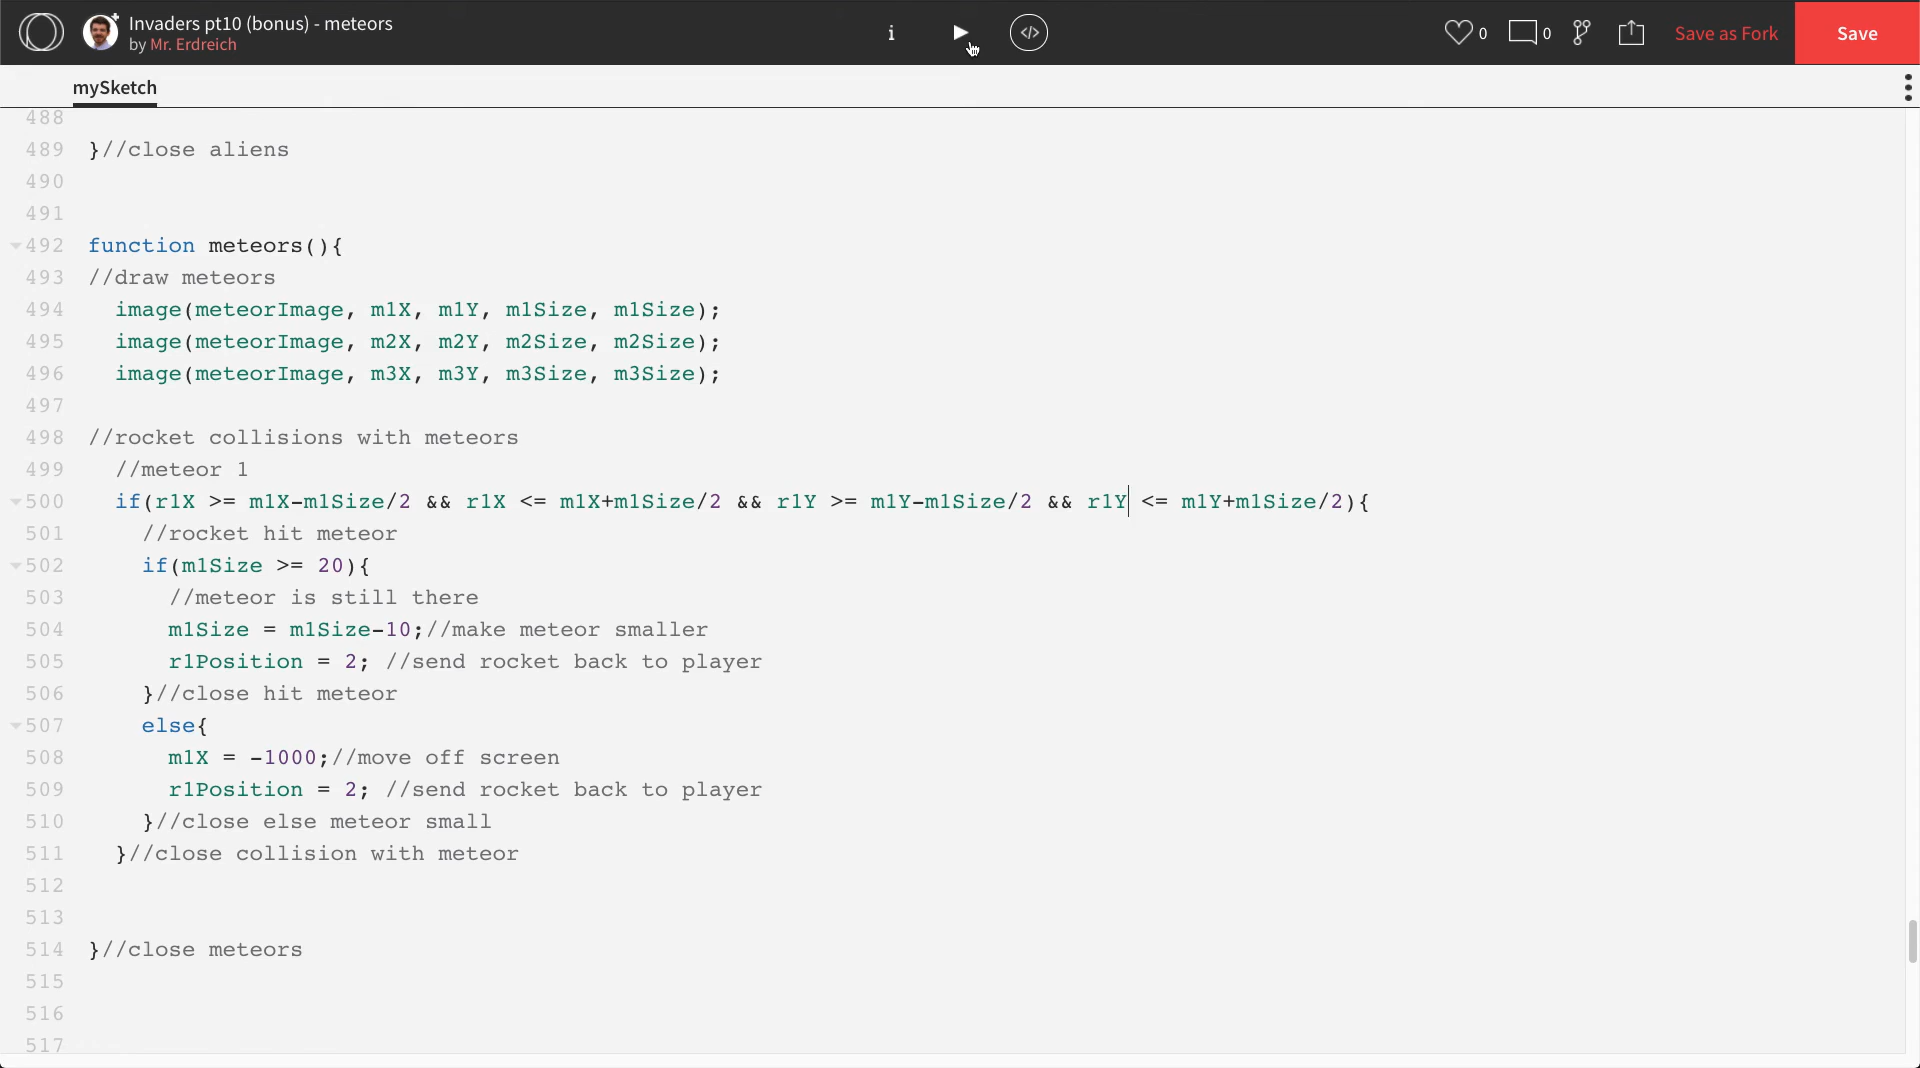 Invaders pt10 (bonus) - meteors
by Mr. Erdreich
i
</>
0
0
Save as Fork
Save
mySketch
488
489 }//close aliens
490
491
492 function meteors(){
493 //draw meteors
494 image(meteorImage, m1X, m1Y, m1Size, m1Size);
495 image(meteorImage, m2X, m2Y, m2Size, m2Size);
496 image(meteorImage, m3X, m3Y, m3Size, m3Size);
497
498 //rocket collisions with meteors
499 //meteor 1
500 if(r1X >= m1X-m1Size/2 && r1X <= m1X+m1Size/2 && r1Y >= m1Y-m1Size/2 && r1Y <= m1Y+m1Size/2){
501 //rocket hit meteor
502 if(m1Size >= 20){
503 //meteor is still there
504 m1Size = m1Size-10;//make meteor smaller
505 r1Position = 2; //send rocket back to player
506 }//close hit meteor
507 else{
508 m1X = -1000;//move off screen
509 r1Position = 2; //send rocket back to player
510 }//close else meteor small
511 }//close collision with meteor
512
513
514 }//close meteors
515
516
517